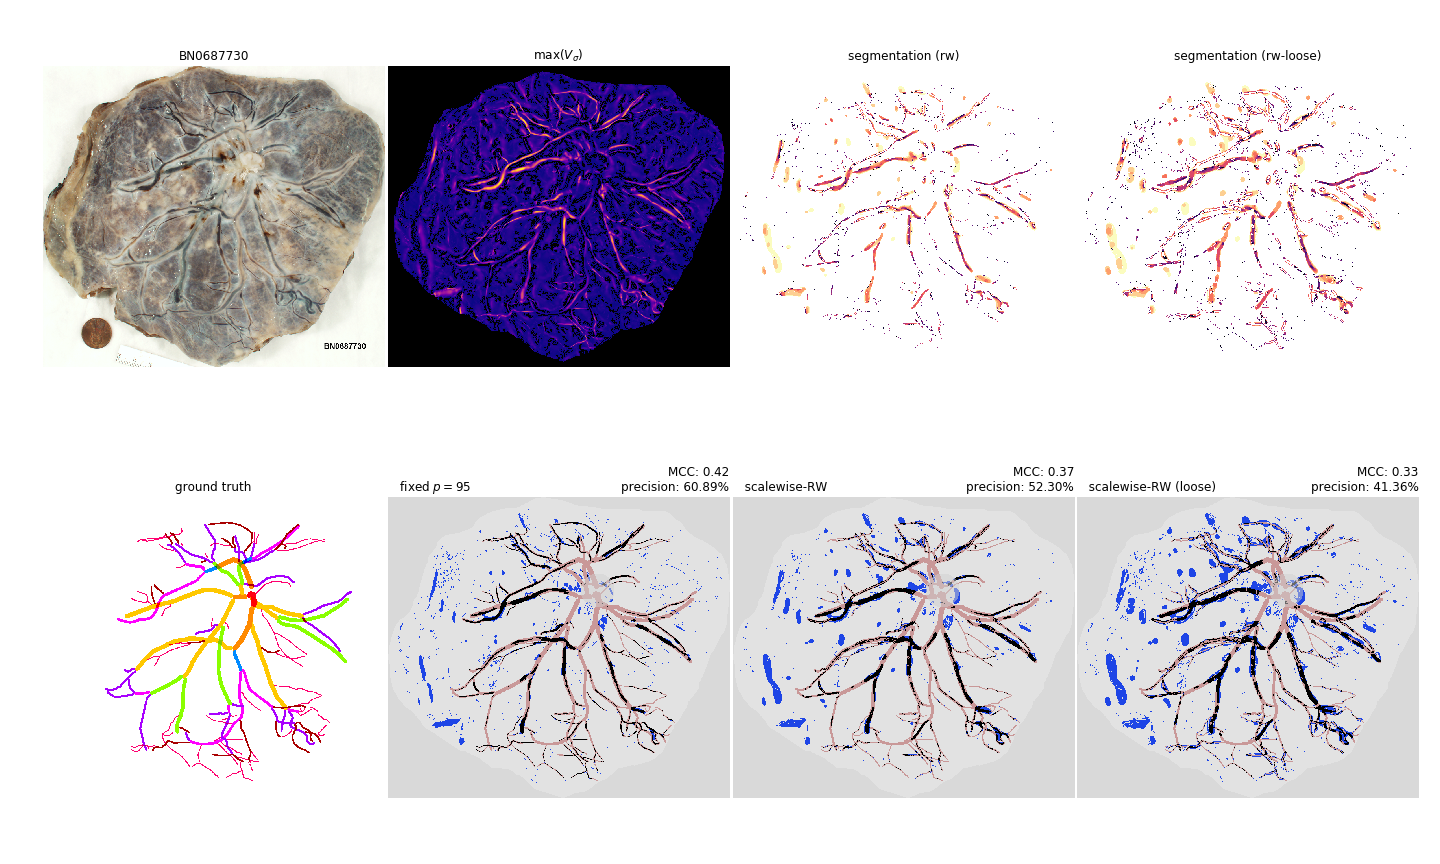 BN0687730
max(Vσ)
segmentation (rw)
segmentation (rw-loose)
BN0687730
ground truth
fixed p = 95
MCC: 0.42
precision: 60.89%
scalewise-RW
MCC: 0.37
precision: 52.30%
scalewise-RW (loose)
MCC: 0.33
precision: 41.36%